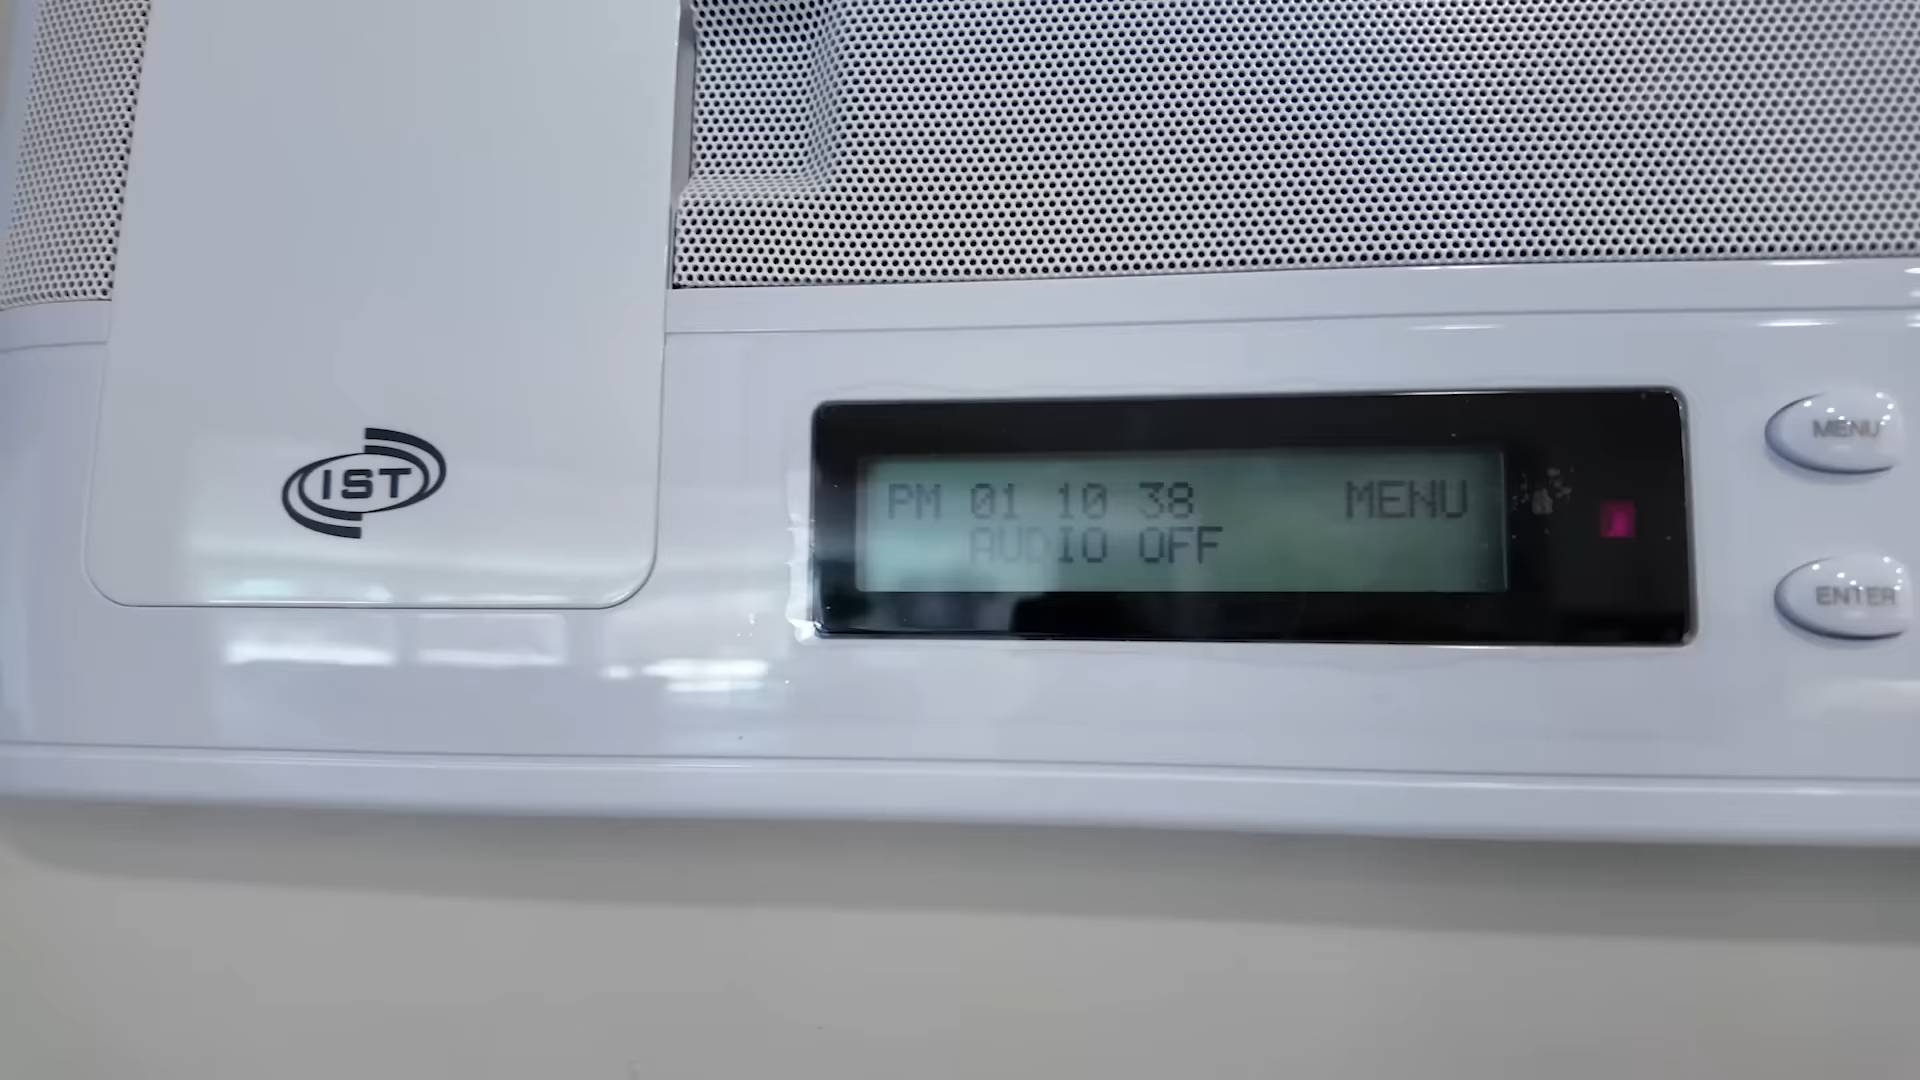 IST
PM 01 10 38 MENU
AUDIO OFF
MENU
ENTER